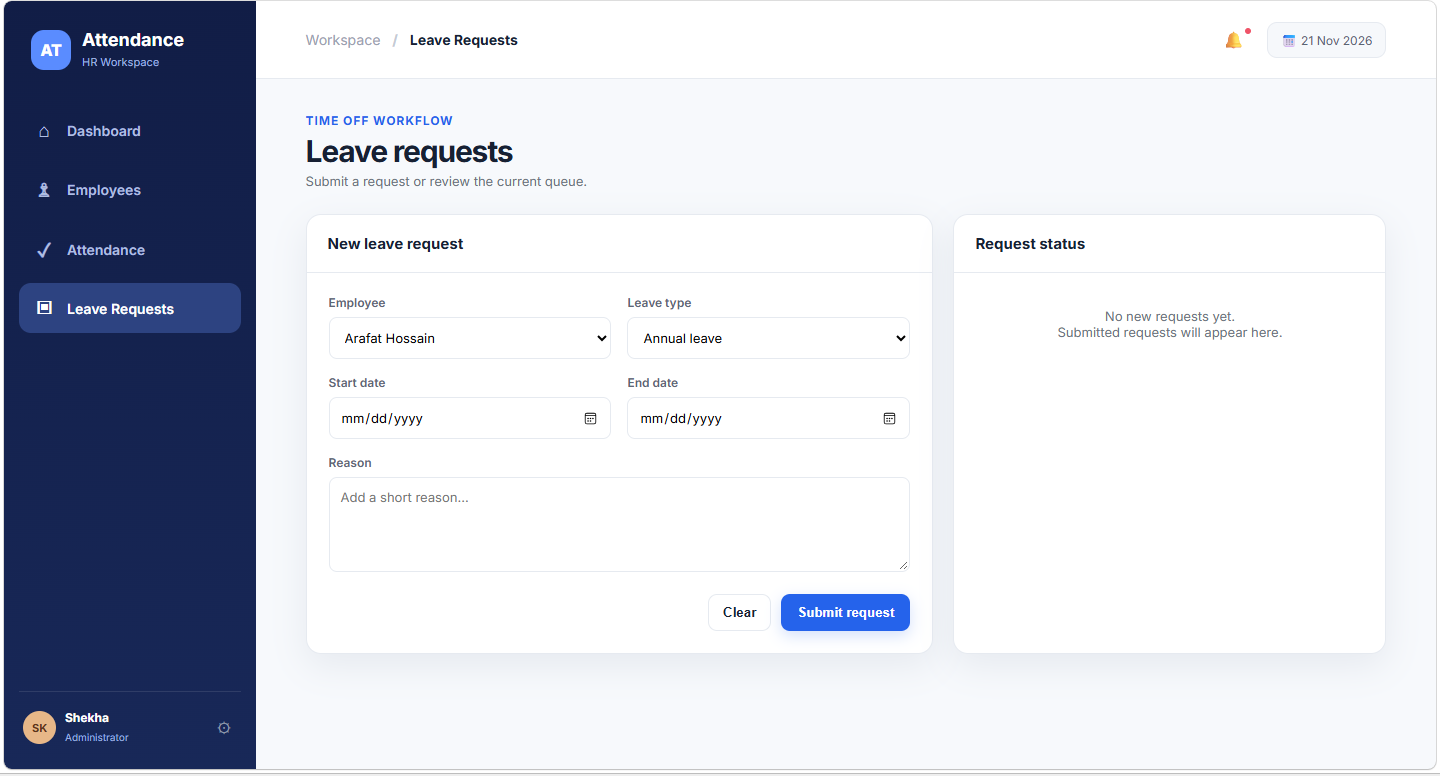 AT
Attendance
HR Workspace
Dashboard
Employees
Attendance
Leave Requests
SK
Shekha
Administrator
Workspace / Leave Requests
21 Nov 2026
TIME OFF WORKFLOW
Leave requests
Submit a request or review the current queue.
New leave request
Employee
Leave type
Arafat Hossain
Annual leave
Start date
End date
mm/dd/yyyy
mm/dd/yyyy
Reason
Add a short reason...
Clear
Submit request
Request status
No new requests yet.
Submitted requests will appear here.